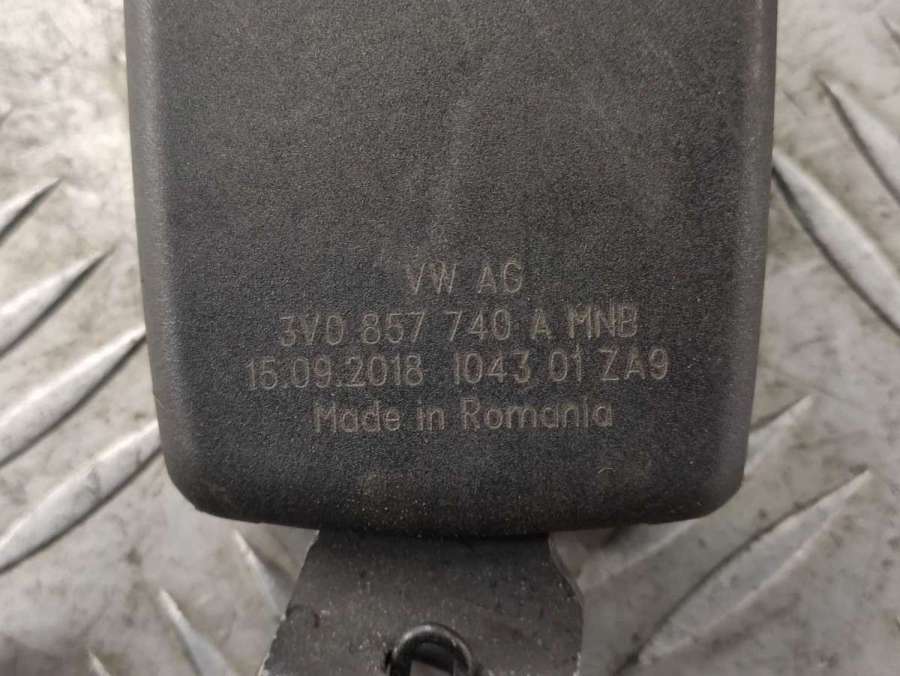 VW AG
3V0 857 740 A MNB
15.09.2018 1043 01 ZA9
Made in Romania